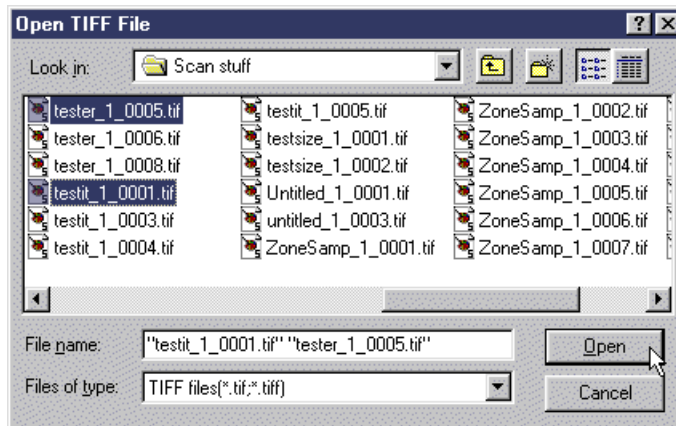 Open TIFF File
Look in: Scan stuff
tester_1_0005.tif testit_1_0005.tif ZoneSamp_1_0002.tif
tester_1_0006.tif testsize_1_0001.tif ZoneSamp_1_0003.tif
tester_1_0008.tif testsize_1_0002.tif ZoneSamp_1_0004.tif
testit_1_0001.tif Untitled_1_0001.tif ZoneSamp_1_0005.tif
testit_1_0003.tif untitled_1_0003.tif ZoneSamp_1_0006.tif
testit_1_0004.tif ZoneSamp_1_0001.tif ZoneSamp_1_0007.tif
File name: "testit_1_0001.tif" "tester_1_0005.tif" Open
Files of type: TIFF files(*.tif;*.tiff) Cancel